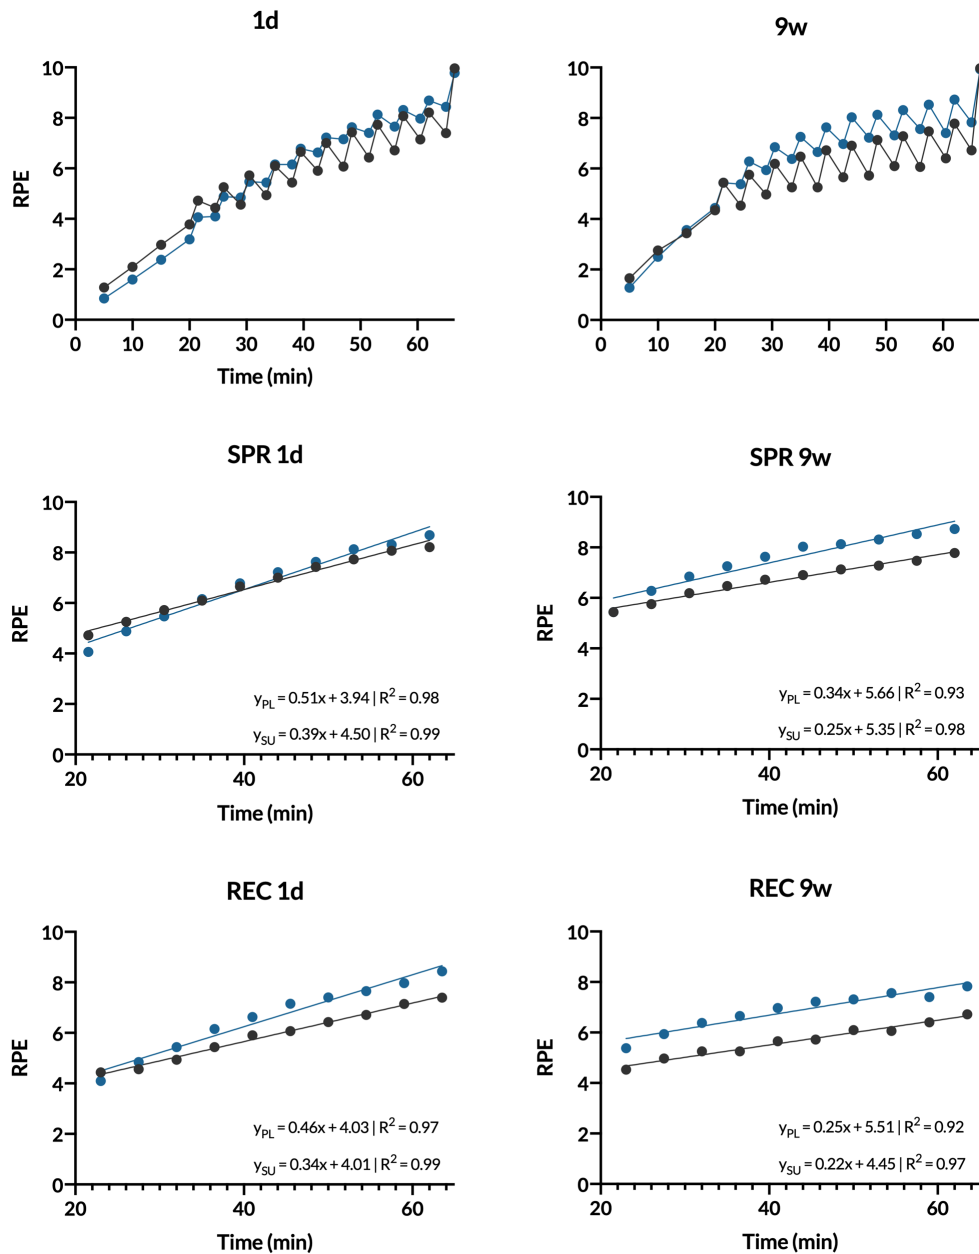 1d
9w
10
8
6
4
2
0
RPE
0 10 20 30 40 50 60
Time (min)
10
8
6
4
2
0
0 10 20 30 40 50 60
SPR 1d
10
8
6
4
2
0
RPE
y_PL = 0.51x + 3.94 | R² = 0.98
y_SU = 0.39x + 4.50 | R² = 0.99
20 40 60
Time (min)
SPR 9w
10
8
6
4
2
0
RPE
y_PL = 0.34x + 5.66 | R² = 0.93
y_SU = 0.25x + 5.35 | R² = 0.98
20 40 60
Time (min)
REC 1d
10
8
6
4
2
0
RPE
y_PL = 0.46x + 4.03 | R² = 0.97
y_SU = 0.34x + 4.01 | R² = 0.99
20 40 60
Time (min)
REC 9w
10
8
6
4
2
0
RPE
y_PL = 0.25x + 5.51 | R² = 0.92
y_SU = 0.22x + 4.45 | R² = 0.97
20 40 60
Time (min)